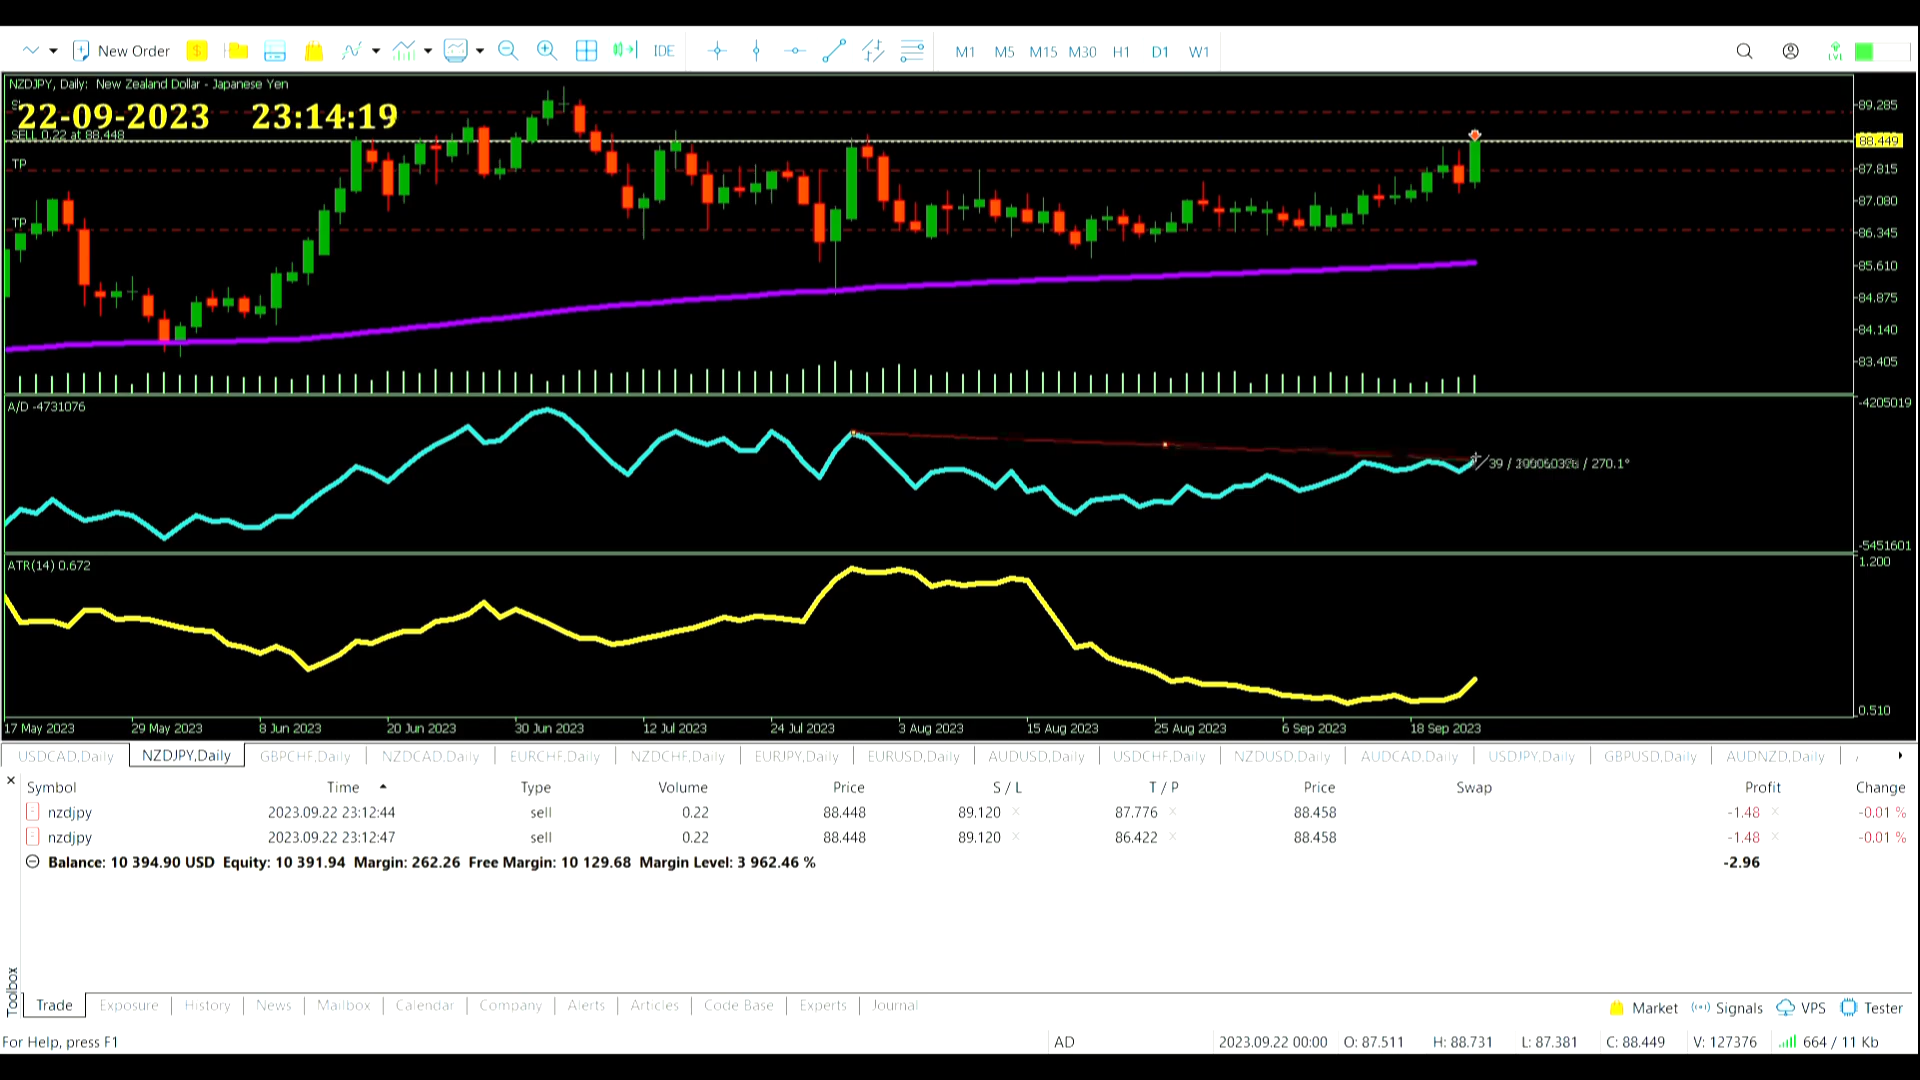 New Order IDE M1 M5 M15 M30 H1 D1 W1
NZDJPY, Daily: New Zealand Dollar - Japanese Yen
22-09-2023 23:14:19
SELL 0.22 at 88.448
TP
TP
89.285
88.449
87.815
87.080
86.345
85.610
84.875
84.140
83.405
A/D -4731076
-4205019
-5451601
ATR(14) 0.672
1.200
0.510
17 May 2023 29 May 2023 8 Jun 2023 20 Jun 2023 30 Jun 2023 12 Jul 2023 24 Jul 2023 3 Aug 2023 15 Aug 2023 25 Aug 2023 6 Sep 2023 18 Sep 2023
USDCAD,Daily NZDJPY,Daily GBPCHF,Daily NZDCAD,Daily EURCHF,Daily NZDCHF,Daily EURJPY,Daily EURUSD,Daily AUDUSD,Daily USDCHF,Daily NZDUSD,Daily AUDCAD,Daily USDJPY,Daily GBPUSD,Daily AUDNZD,Daily
Symbol Time Type Volume Price S / L T / P Price Swap Profit Change
nzdjpy 2023.09.22 23:12:44 sell 0.22 88.448 89.120 87.776 88.458 -1.48 -0.01 %
nzdjpy 2023.09.22 23:12:47 sell 0.22 88.448 89.120 86.422 88.458 -1.48 -0.01 %
Balance: 10 394.90 USD Equity: 10 391.94 Margin: 262.26 Free Margin: 10 129.68 Margin Level: 3 962.46 % -2.96
Toolbox
Trade Exposure History News Mailbox Calendar Company Alerts Articles Code Base Experts Journal
Market Signals VPS Tester
For Help, press F1 AD 2023.09.22 00:00 O: 87.511 H: 88.731 L: 87.381 C: 88.449 V: 127376 664 / 11 Kb